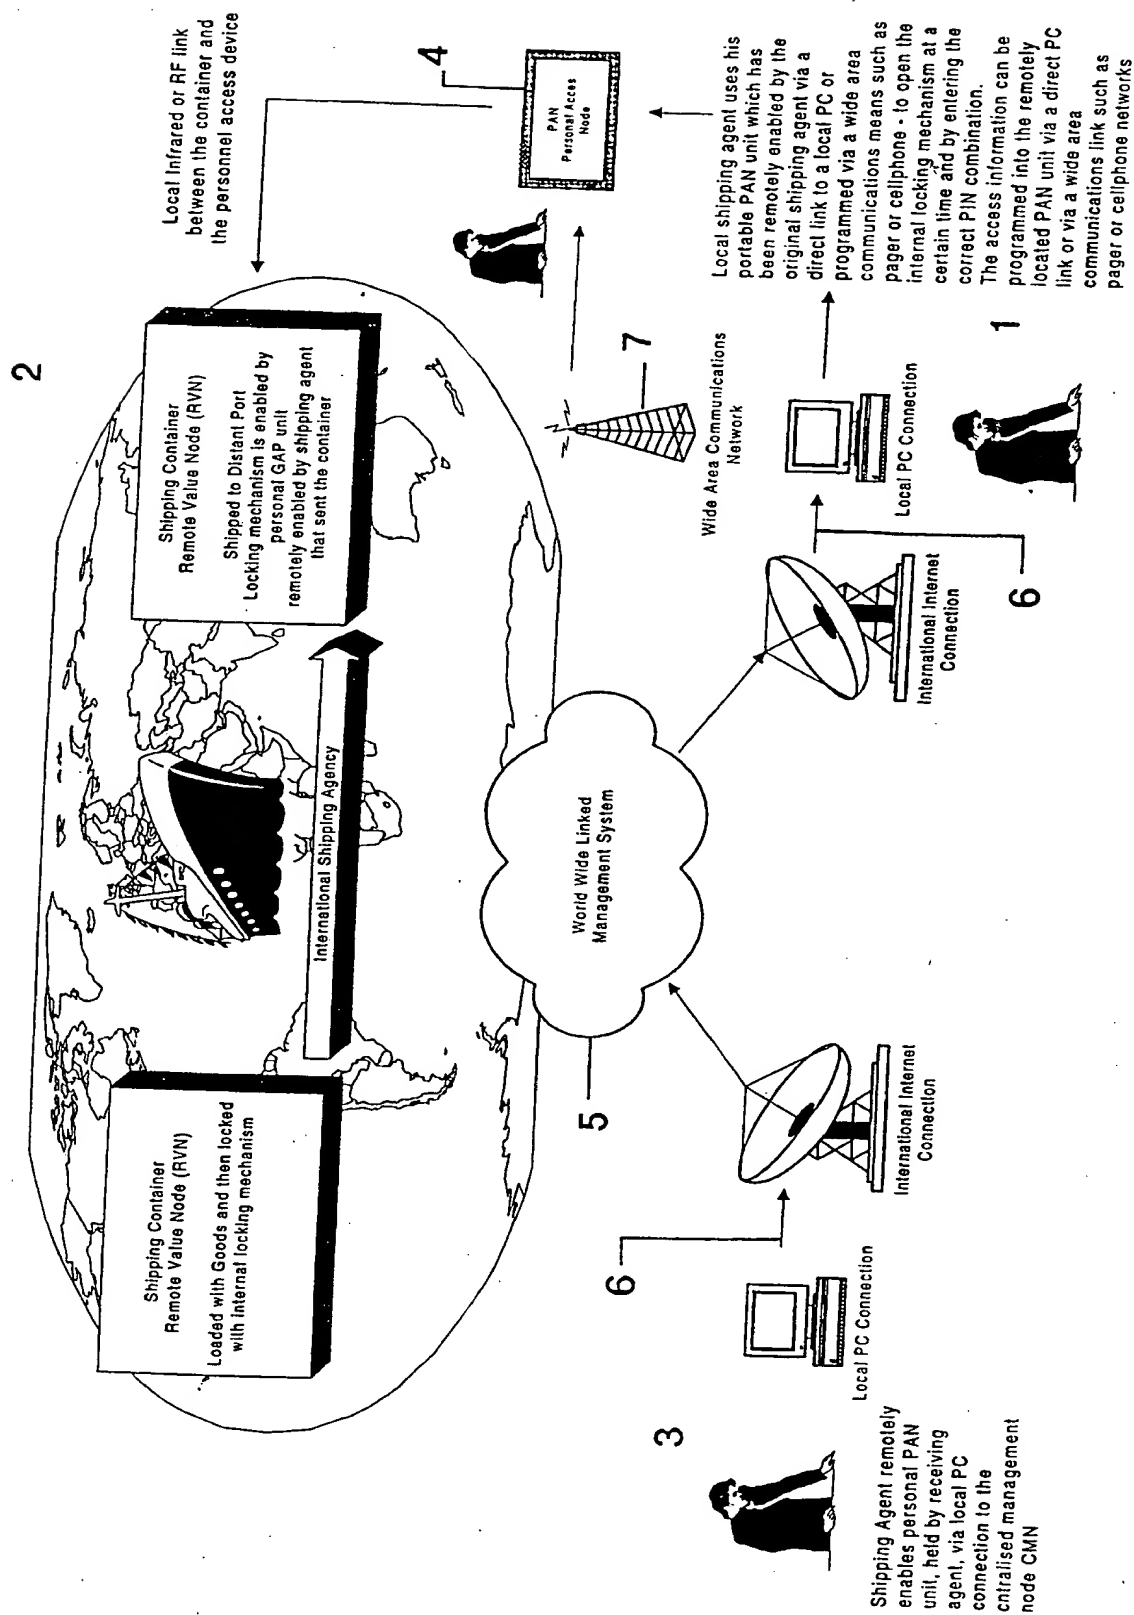 2
Shipping Container
Remote Value Node (RVN)
Loaded with Goods and then locked
with internal locking mechanism
International Shipping Agency
Shipping Container
Remote Value Node (RVN)
Shipped to Distant Port
Locking mechanism is enabled by
personal GAP unit
remotely enabled by shipping agent
that sent the container
Local Infrared or RF link
between the container and
the personnel access device
4
PAN
Personal Acces
Node
5
World Wide Linked
Management System
7
Wide Area Communications
Network
3
Shipping Agent remotely
enables personal PAN
unit, held by receiving
agent, via local PC
connection to the
cntralised management
node CMN
Local PC Connection
6
International Internet
Connection
International Internet
Connection
6
Local PC Connection
1
Local shipping agent uses his
portable PAN unit which has
been remotely enabled by the
original shipping agent via a
direct link to a local PC or
programmed via a wide area
communications means such as
pager or cellphone - to open the
internal locking mechanism at a
certain time and by entering the
correct PIN combination.
The access information can be
programmed into the remotely
located PAN unit via a direct PC
link or via a wide area
communications link such as
pager or cellphone networks